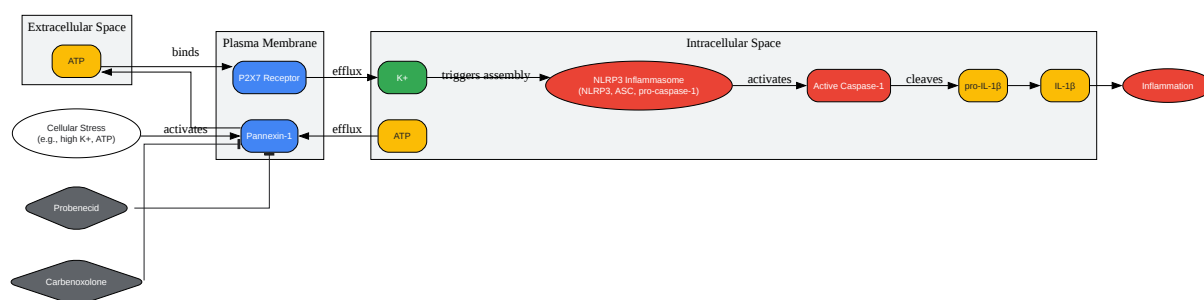 Extracellular Space
ATP
binds
Plasma Membrane
P2X7 Receptor
efflux
Intracellular Space
K+
triggers assembly
NLRP3 Inflammasome
(NLRP3, ASC, pro-caspase-1)
activates
Active Caspase-1
cleaves
pro-IL-1β
IL-1β
Inflammation
Cellular Stress
(e.g., high K+, ATP)
activates
Pannexin-1
efflux
ATP
Probenecid
Carbenoxolone